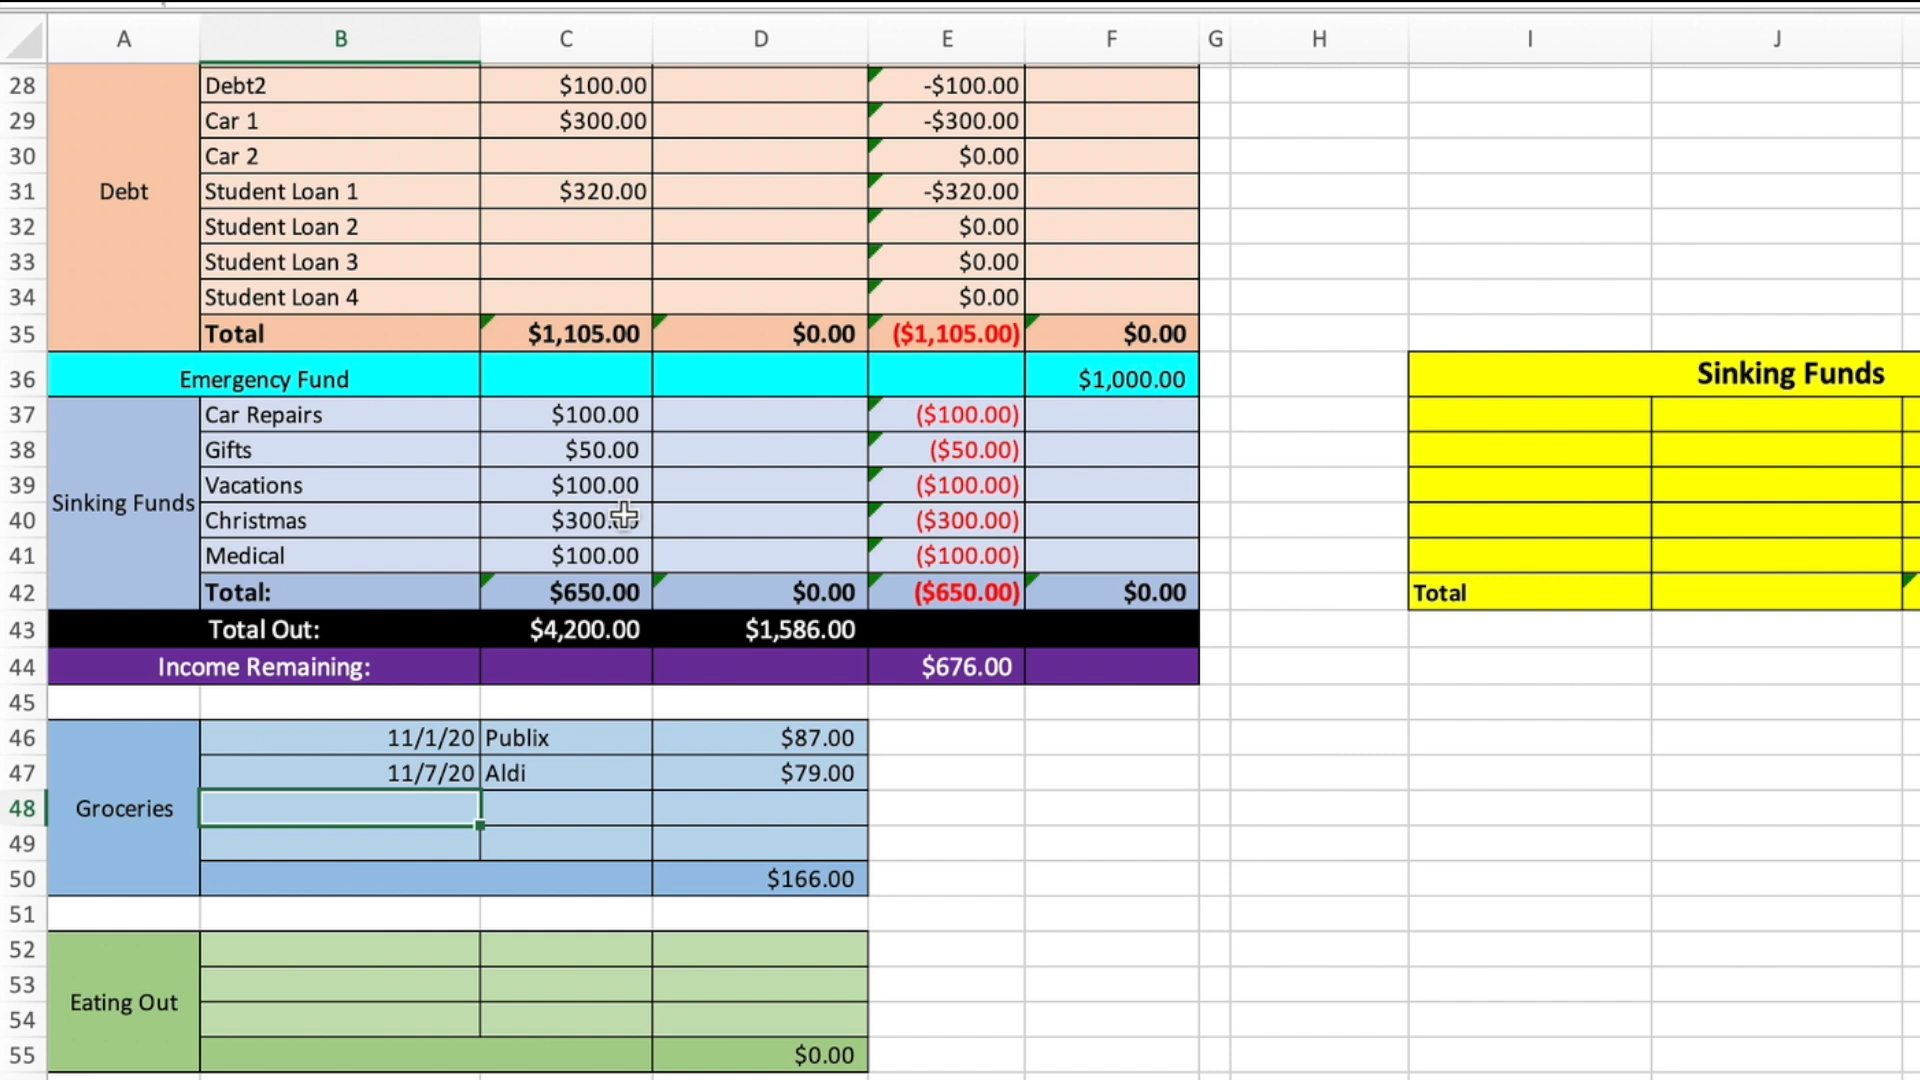 A B C D E F G H I J
28 Debt2 $100.00 -$100.00
29 Car 1 $300.00 -$300.00
30 Car 2 $0.00
31 Debt Student Loan 1 $320.00 -$320.00
32 Student Loan 2 $0.00
33 Student Loan 3 $0.00
34 Student Loan 4 $0.00
35 Total $1,105.00 $0.00 ($1,105.00) $0.00
36 Emergency Fund $1,000.00 Sinking Funds
37 Car Repairs $100.00 ($100.00)
38 Gifts $50.00 ($50.00)
39 Vacations $100.00 ($100.00)
Sinking Funds
40 Christmas $300. ($300.00)
41 Medical $100.00 ($100.00)
42 Total: $650.00 $0.00 ($650.00) $0.00 Total
43 Total Out: $4,200.00 $1,586.00
44 Income Remaining: $676.00
45
46 11/1/20 Publix $87.00
47 11/7/20 Aldi $79.00
48 Groceries
49
50 $166.00
51
52
53
Eating Out
54
55 $0.00